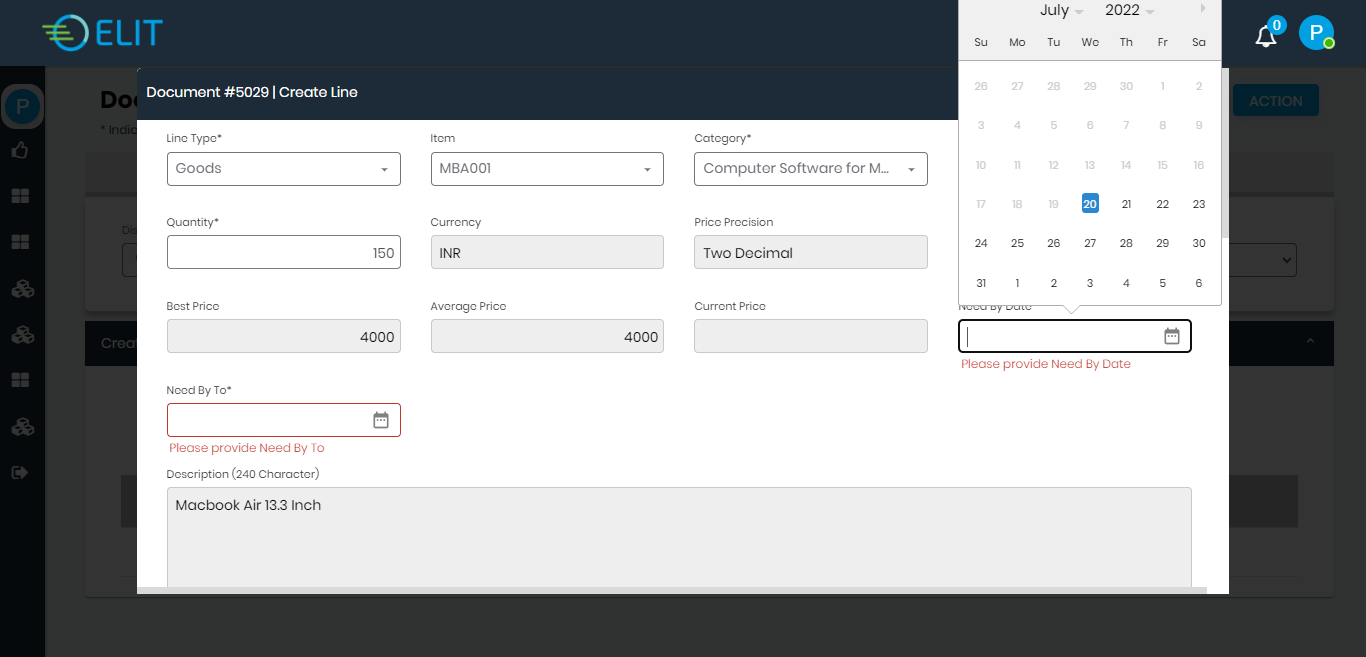 ELIT
July 2022
0
P
Su Mo Tu We Th Fr Sa
P
Document #5029 | Create Line
26 27 28 29 30 1 2
ACTION
* Indic
Line Type*
Item
Category*
3 4 5 6 7 8 9
Goods
MBA001
Computer Software for M...
10 11 12 13 14 15 16
17 18 19 20 21 22 23
Quantity*
Currency
Price Precision
150
INR
Two Decimal
24 25 26 27 28 29 30
31 1 2 3 4 5 6
Best Price
Average Price
Current Price
Need By Date
4000
4000
Please provide Need By Date
Need By To*
Please provide Need By To
Description (240 Character)
Macbook Air 13.3 Inch